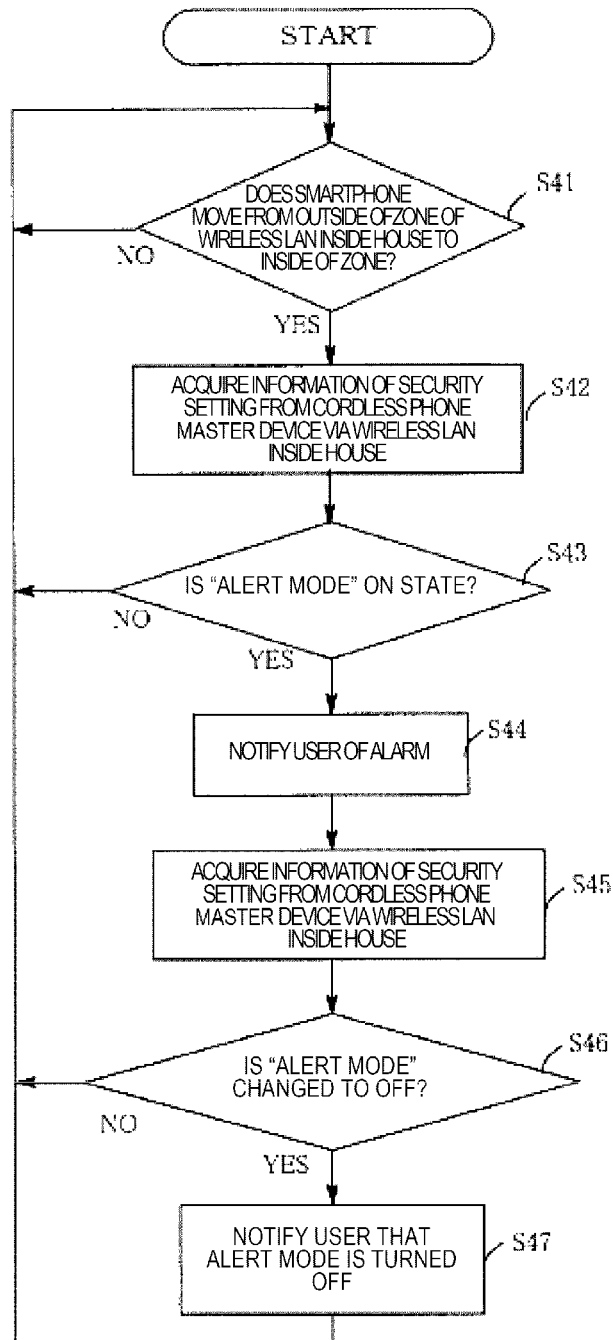 START
DOES SMARTPHONE
MOVE FROM OUTSIDE OF ZONE OF
WIRELESS LAN INSIDE HOUSE TO
INSIDE OF ZONE?
S41
NO
YES
ACQUIRE INFORMATION OF SECURITY
SETTING FROM CORDLESS PHONE
MASTER DEVICE VIA WIRELESS LAN
INSIDE HOUSE
S42
IS “ALERT MODE” ON STATE?
S43
NO
YES
NOTIFY USER OF ALARM
S44
ACQUIRE INFORMATION OF SECURITY
SETTING FROM CORDLESS PHONE
MASTER DEVICE VIA WIRELESS LAN
INSIDE HOUSE
S45
IS “ALERT MODE”
CHANGED TO OFF?
S46
NO
YES
NOTIFY USER THAT
ALERT MODE IS TURNED
OFF
S47